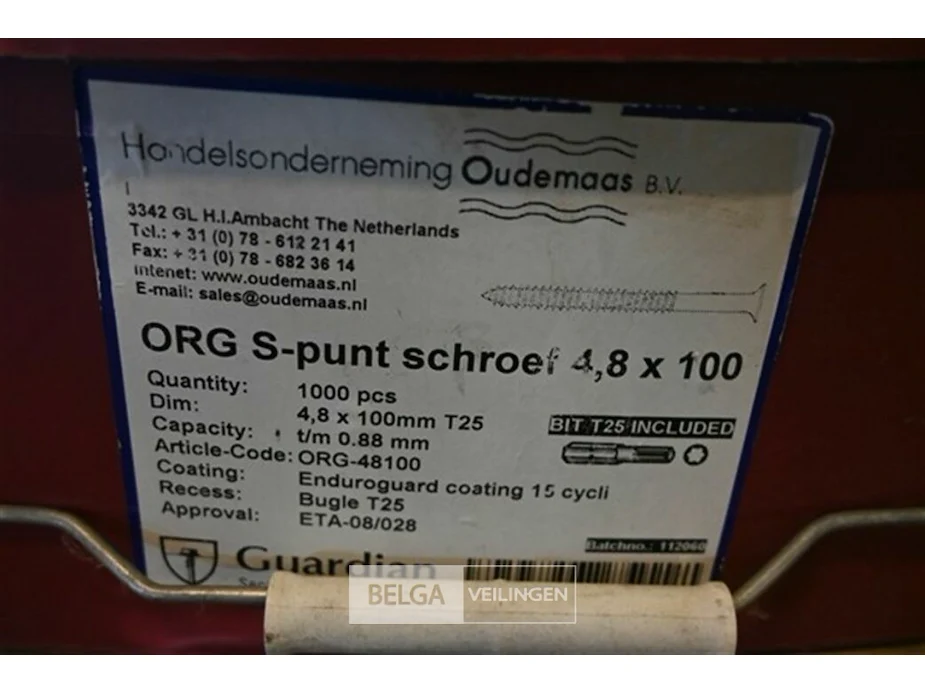 Handelsonderneming Oudemaas B.V.
3342 GL H.I.Ambacht The Netherlands
Tel.: + 31 (0) 78 - 612 21 41
Fax: + 31 (0) 78 - 682 36 14
intenet: www.oudemaas.nl
E-mail: sales@oudemaas.nl
ORG S-punt schroef 4,8 x 100
Quantity: 1000 pcs
Dim: 4,8 x 100mm T25
Capacity: t/m 0.88 mm
Article-Code: ORG-48100
Coating: Enduroguard coating 15 cycli
Recess: Bugle T25
Approval: ETA-08/028
BIT T25 INCLUDED
Batchno.: 112060
Guardian
BELGA VEILINGEN